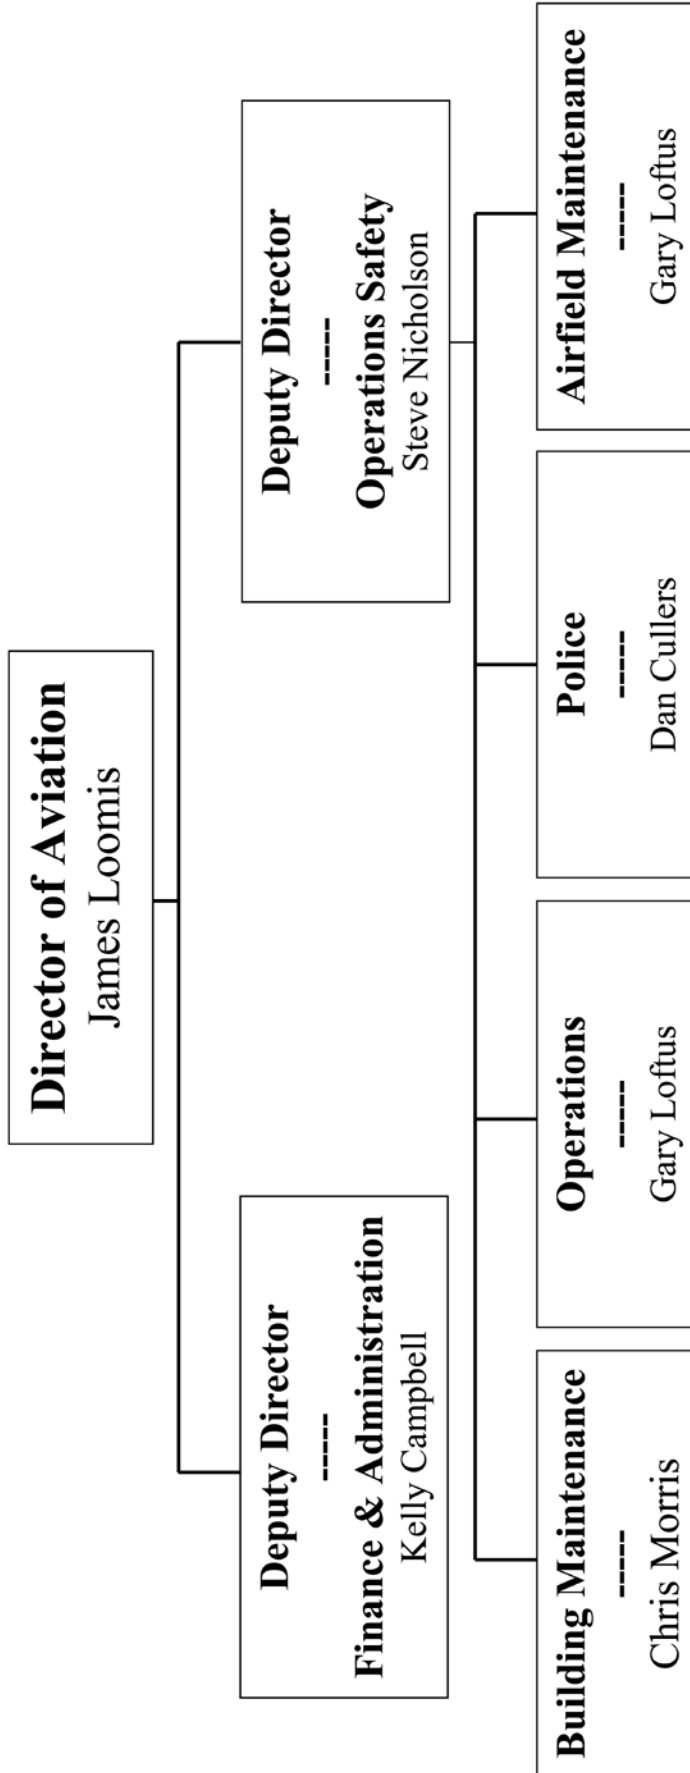 Director of Aviation
James Loomis
Deputy Director
-----
Finance & Administration
Kelly Campbell
Deputy Director
-----
Operations Safety
Steve Nicholson
Building Maintenance
-----
Chris Morris
Operations
-----
Gary Loftus
Police
-----
Dan Cullers
Airfield Maintenance
-----
Gary Loftus